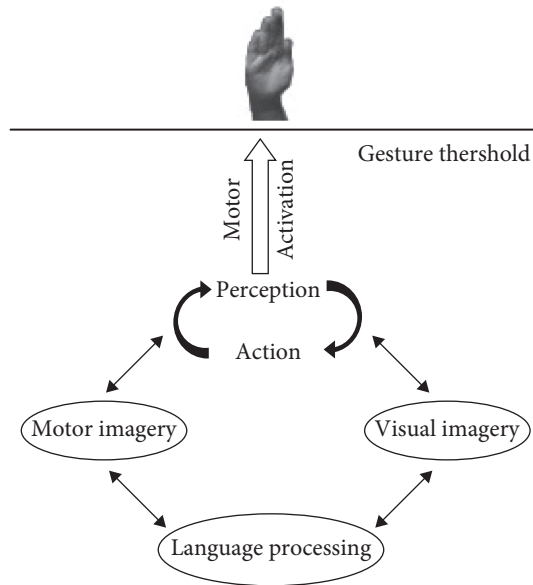 Gesture thershold
Motor
Activation
Perception
Action
Motor imagery
Visual imagery
Language processing